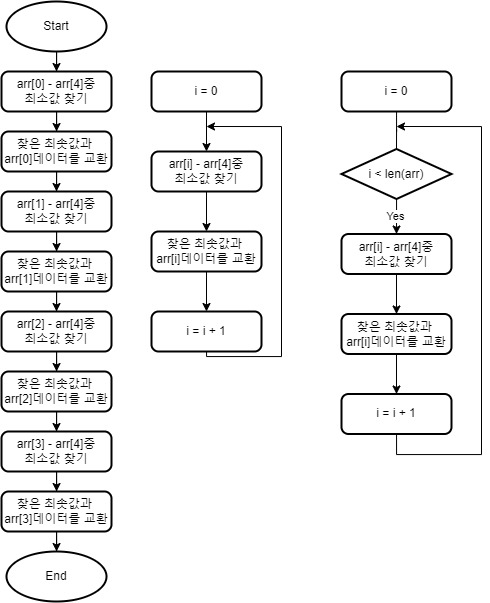 Start
arr[0] - arr[4]중
최소값 찾기
찾은 최솟값과
arr[0]데이터를 교환
arr[1] - arr[4]중
최소값 찾기
찾은 최솟값과
arr[1]데이터를 교환
arr[2] - arr[4]중
최소값 찾기
찾은 최솟값과
arr[2]데이터를 교환
arr[3] - arr[4]중
최소값 찾기
찾은 최솟값과
arr[3]데이터를 교환
End
i = 0
arr[i] - arr[4]중
최소값 찾기
찾은 최솟값과
arr[i]데이터를 교환
i = i + 1
i = 0
i < len(arr)
Yes
arr[i] - arr[4]중
최소값 찾기
찾은 최솟값과
arr[i]데이터를 교환
i = i + 1